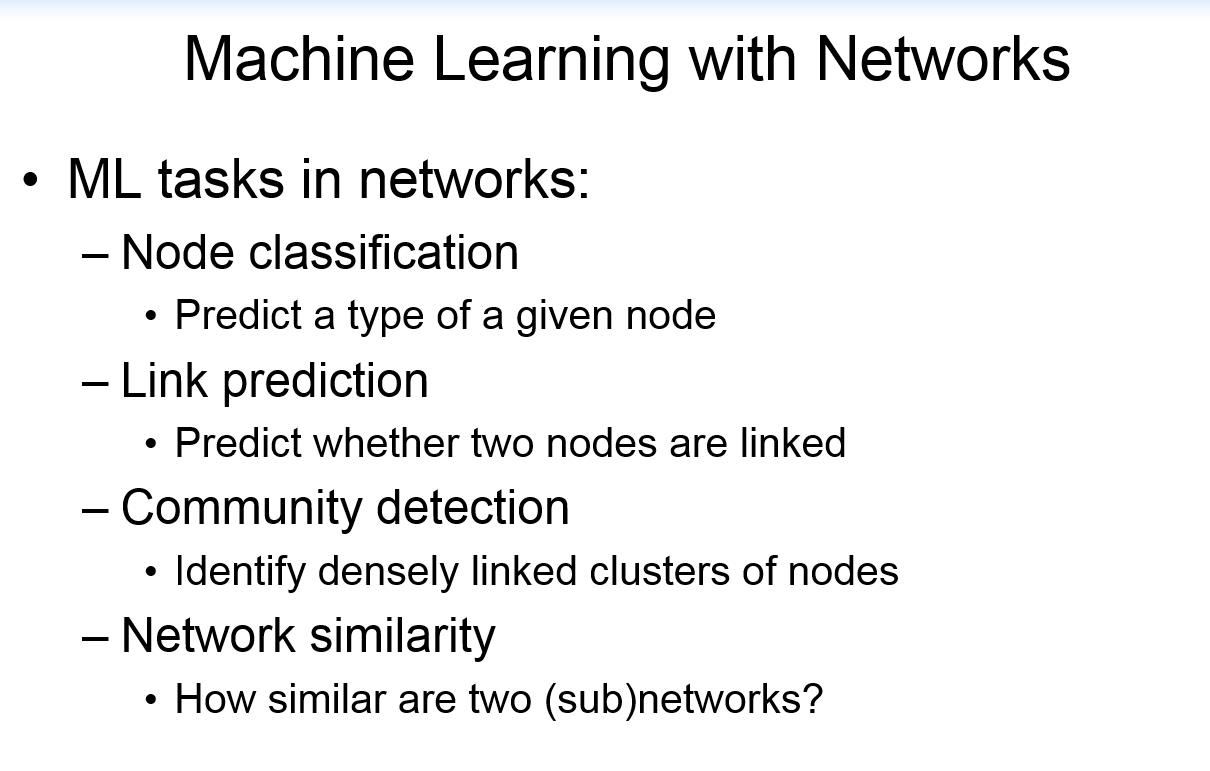 Machine Learning with Networks
• ML tasks in networks:
– Node classification
• Predict a type of a given node
– Link prediction
• Predict whether two nodes are linked
– Community detection
• Identify densely linked clusters of nodes
– Network similarity
• How similar are two (sub)networks?